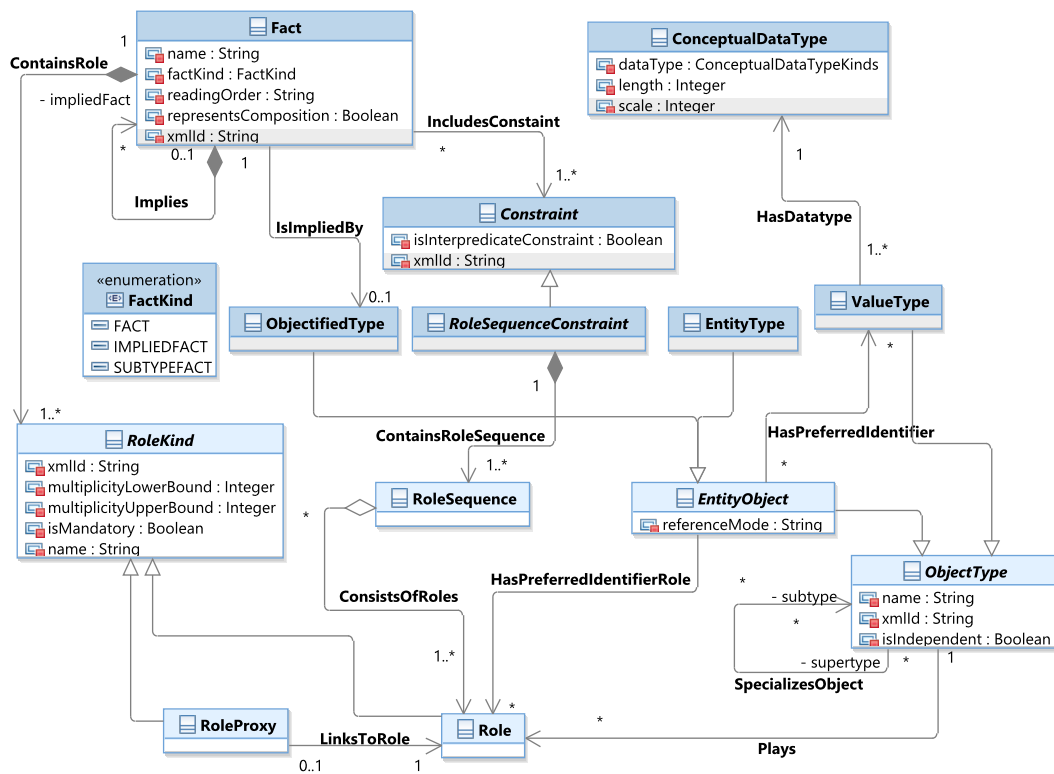 Fact
name : String
factKind : FactKind
readingOrder : String
representsComposition : Boolean
xmlId : String
ConceptualDataType
dataType : ConceptualDataTypeKinds
length : Integer
scale : Integer
1
ContainsRole
- impliedFact
*
0..1
1
Implies
IncludesConstaint
*
1..*
IsImpliedBy
0..1
1
HasDatatype
1..*
Constraint
isInterpredicateConstraint : Boolean
xmlId : String
«enumeration»
FactKind
FACT
IMPLIEDFACT
SUBTYPEFACT
ObjectifiedType
RoleSequenceConstraint
EntityType
ValueType
*
1
1..*
ContainsRoleSequence
1..*
HasPreferredIdentifier
*
RoleKind
xmlId : String
multiplicityLowerBound : Integer
multiplicityUpperBound : Integer
isMandatory : Boolean
name : String
RoleSequence
*
EntityObject
referenceMode : String
HasPreferredIdentifierRole
ConsistsOfRoles
1..*
*
ObjectType
name : String
xmlId : String
isIndependent : Boolean
*
- subtype
*
- supertype
*
1
SpecializesObject
RoleProxy
LinksToRole
0..1
1
Role
*
Plays